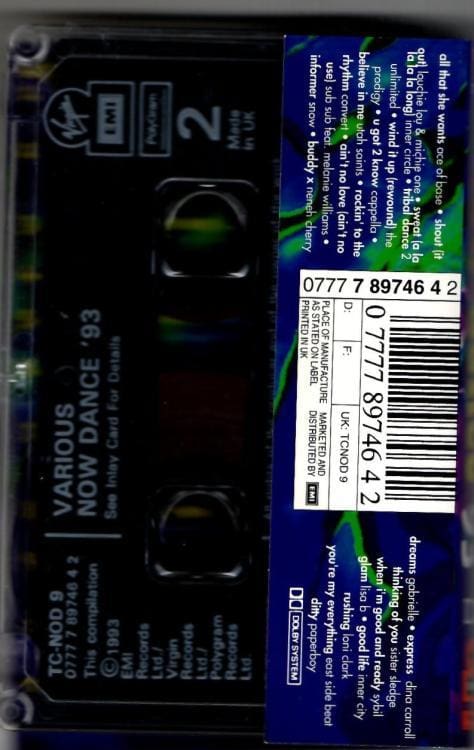 Virgin
EMI
2
Made
in UK
VARIOUS
NOW DANCE '93
See Inlay Card For Details
TC-NOD 9
0777 7 89746 4 2
This compilation
© 1993
EMI
Records
Ltd./
Virgin
Records
Ltd./
Polygram
Records
Ltd.
all that she wants ace of base • shout (it
out) louchie lou & michie one • sweat (a la
la la la long) inner circle • tribal dance 2
unlimited • wind it up (rewound) the
prodigy • u got 2 know cappella •
believe in me utah saints • rockin' to the
rhythm convert • ain't no love (ain't no
use) sub sub feat. melanie williams •
informer snow • buddy x neneh cherry
0777 7 89746 4 2
0 7777 89746 4 2
D: F: UK: TCNOD 9
PLACE OF MANUFACTURE
AS STATED ON LABEL
PRINTED IN UK
MARKETED AND
DISTRIBUTED BY EMI
dreams gabrielle • express dina carroll
thinking of you sister sledge
when i'm good and ready sybil
glam lisa b • good life inner city
rushing loni clark
you're my everything east side beat
ditty paperboy
DOLBY SYSTEM